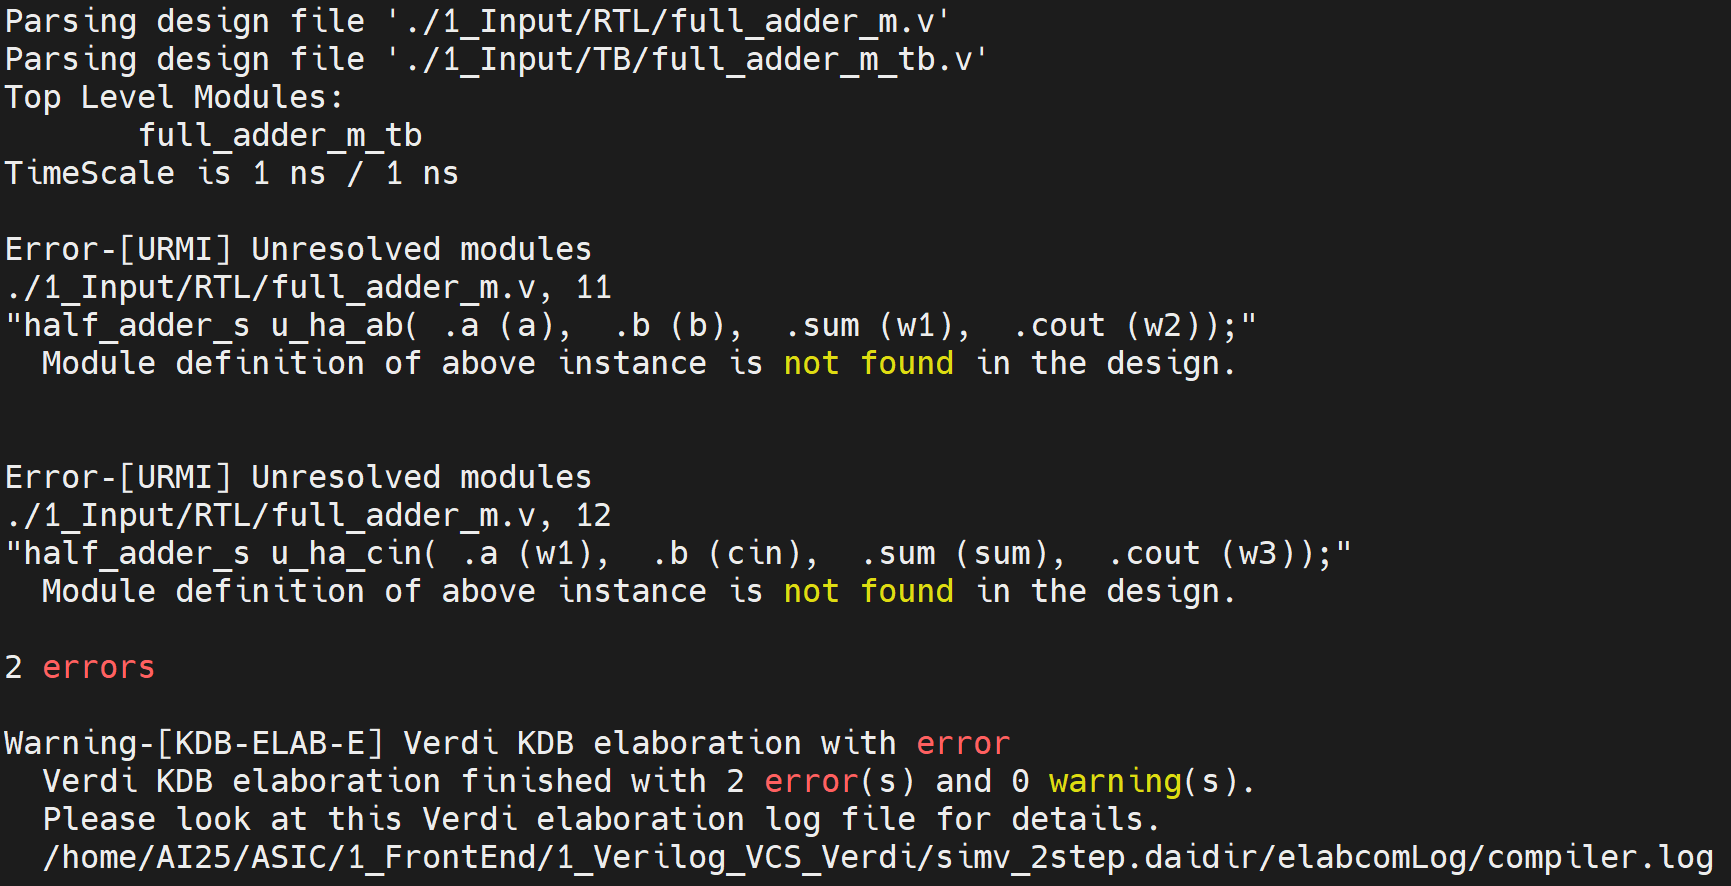 Parsing design file './1_Input/RTL/full_adder_m.v'
Parsing design file './1_Input/TB/full_adder_m_tb.v'
Top Level Modules:
       full_adder_m_tb
TimeScale is 1 ns / 1 ns

Error-[URMI] Unresolved modules
./1_Input/RTL/full_adder_m.v, 11
"half_adder_s u_ha_ab( .a (a),  .b (b),  .sum (w1),  .cout (w2));"
  Module definition of above instance is not found in the design.


Error-[URMI] Unresolved modules
./1_Input/RTL/full_adder_m.v, 12
"half_adder_s u_ha_cin( .a (w1),  .b (cin),  .sum (sum),  .cout (w3));"
  Module definition of above instance is not found in the design.

2 errors

Warning-[KDB-ELAB-E] Verdi KDB elaboration with error
  Verdi KDB elaboration finished with 2 error(s) and 0 warning(s).
  Please look at this Verdi elaboration log file for details.
  /home/AI25/ASIC/1_FrontEnd/1_Verilog_VCS_Verdi/simv_2step.daidir/elabcomLog/compiler.log